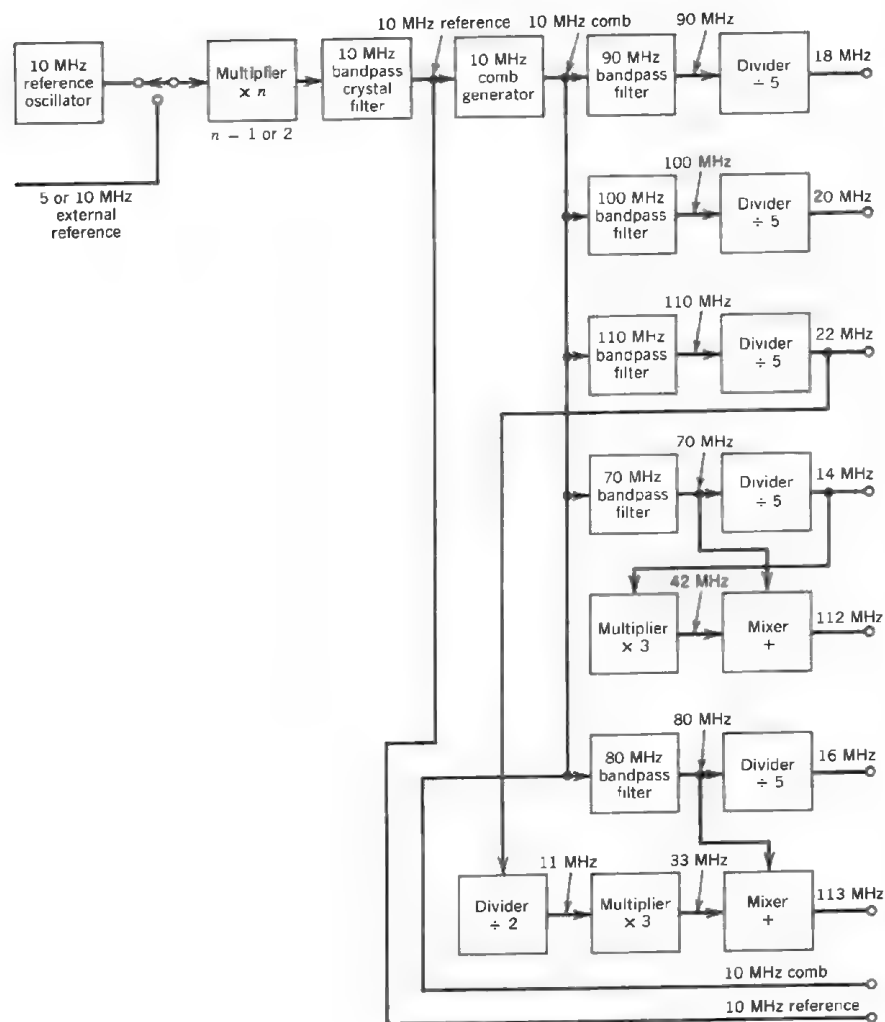 10 MHz reference
10 MHz comb
90 MHz
10 MHz
reference
oscillator
Multiplier
× n
n – 1 or 2
10 MHz
bandpass
crystal
filter
10 MHz
comb
generator
90 MHz
bandpass
filter
Divider
÷ 5
18 MHz
5 or 10 MHz
external
reference
100 MHz
100 MHz
bandpass
filter
Divider
÷ 5
20 MHz
110 MHz
110 MHz
bandpass
filter
Divider
÷ 5
22 MHz
70 MHz
70 MHz
bandpass
filter
Divider
÷ 5
14 MHz
42 MHz
Multiplier
× 3
Mixer
+
112 MHz
80 MHz
80 MHz
bandpass
filter
Divider
÷ 5
16 MHz
11 MHz
33 MHz
Divider
÷ 2
Multiplier
× 3
Mixer
+
113 MHz
10 MHz comb
10 MHz reference